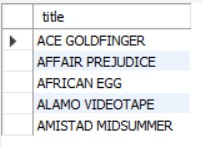 title
ACE GOLDFINGER
AFFAIR PREJUDICE
AFRICAN EGG
ALAMO VIDEOTAPE
AMISTAD MIDSUMMER